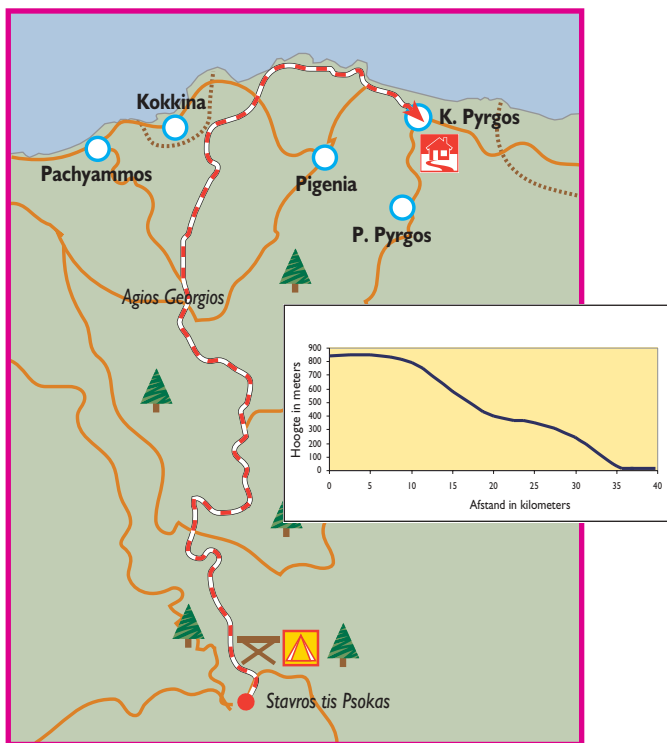 Kokkina
K. Pyrgos
Pachyammos
Pigenia
P. Pyrgos
Agios Georgios
Hoogte in meters
900
800
700
600
500
400
300
200
100
0
0 5 10 15 20 25 30 35 40
Afstand in kilometers
Stavros tis Psokas